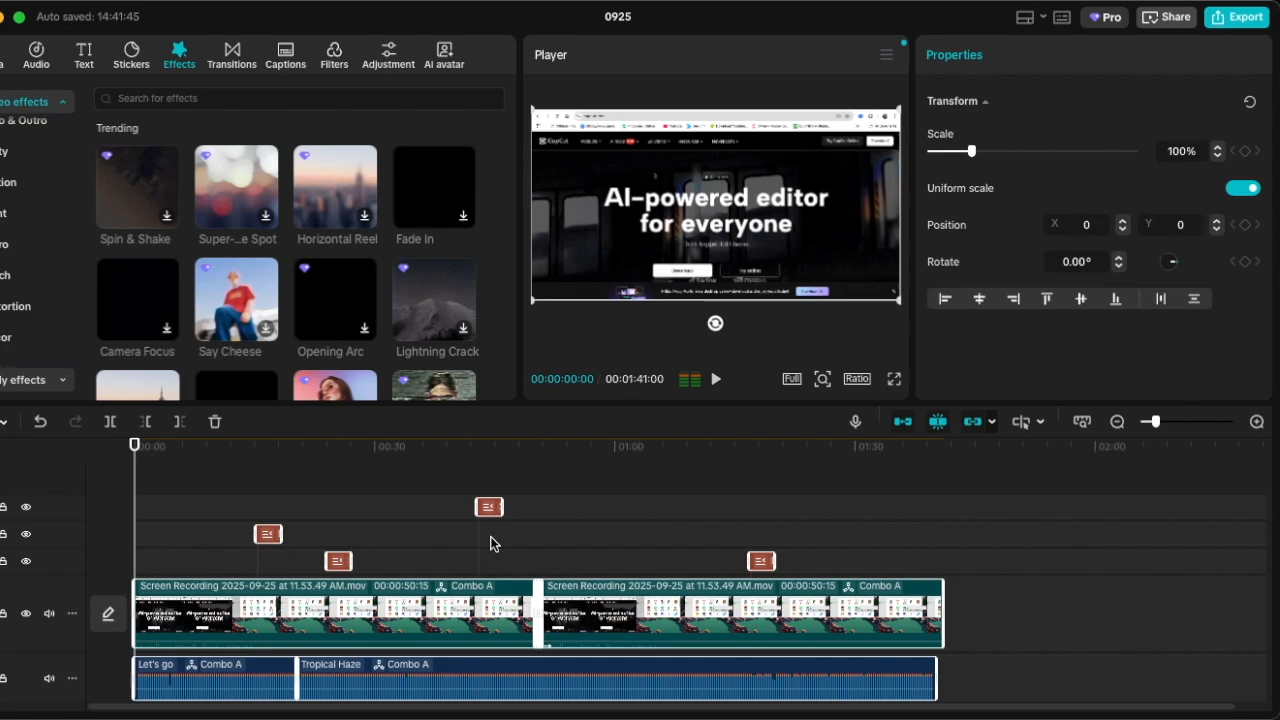 Auto saved: 14:41:45
0925
Pro
Share
Export
Audio
Text
Stickers
Effects
Transitions
Captions
Filters
Adjustment
AI avatar
Search for effects
Trending
Spin & Shake
Super-...e Spot
Horizontal Reel
Fade In
Camera Focus
Say Cheese
Opening Arc
Lightning Crack
Player
CapCut
AI-powered editor
for everyone
00:00:00:00 / 00:01:41:00
Full
Ratio
Properties
Transform
Scale
100%
Uniform scale
Position
X 0
Y 0
Rotate
0.00°
00:00
00:30
01:00
01:30
02:00
Screen Recording 2025-09-25 at 11.53.49 AM.mov 00:00:50:15 Combo A
Screen Recording 2025-09-25 at 11.53.49 AM.mov 00:00:50:15 Combo A
Let's go Combo A
Tropical Haze Combo A